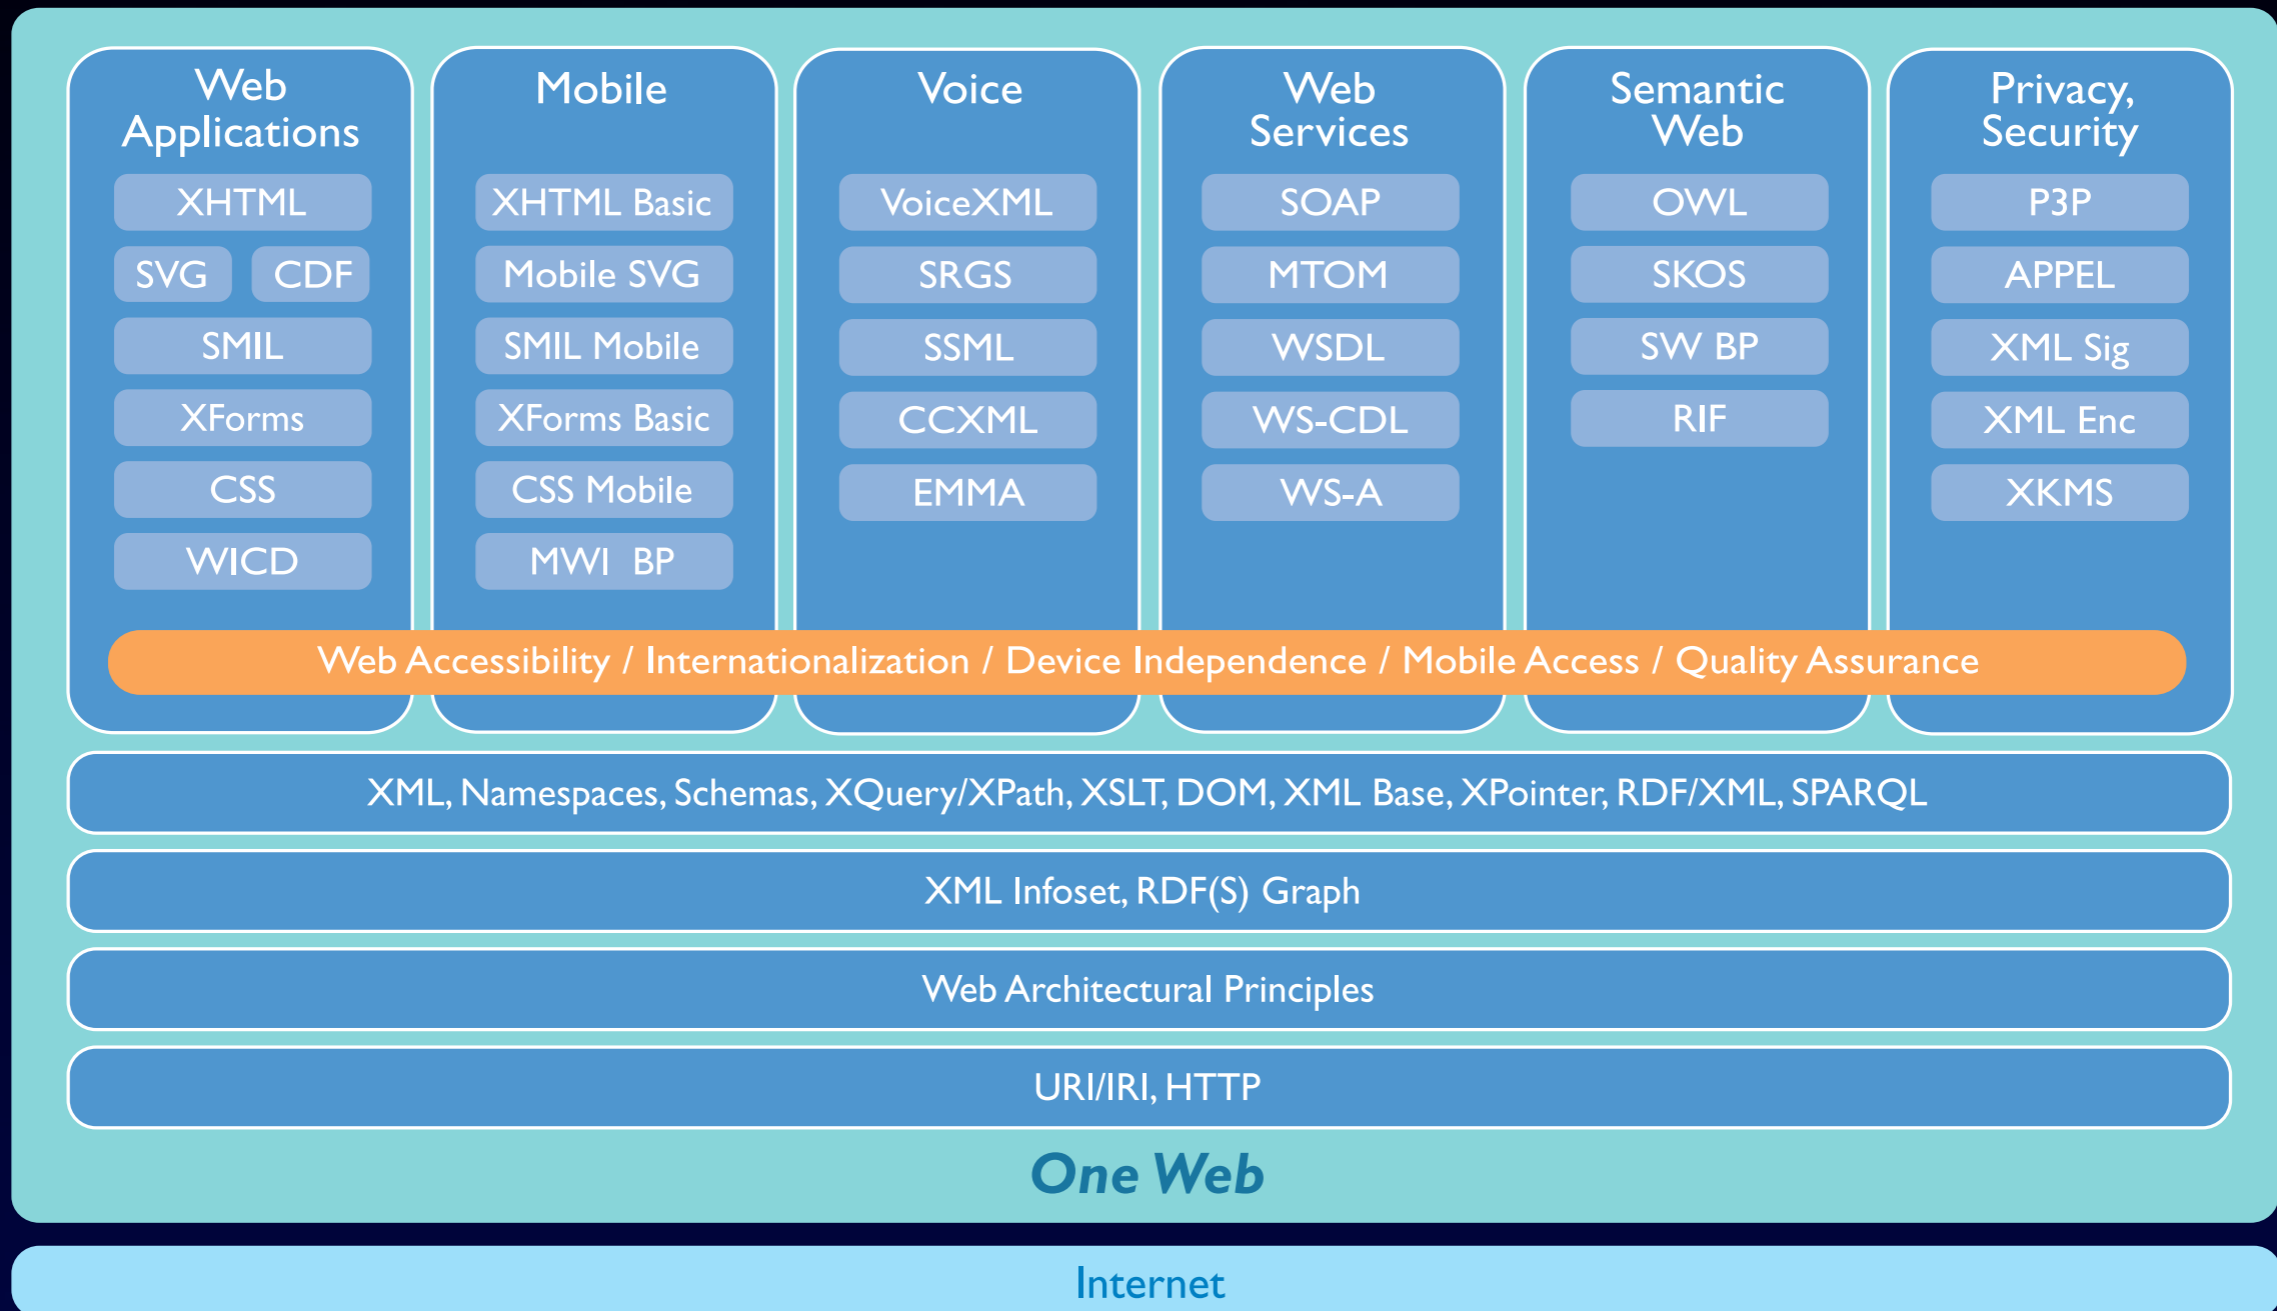 Web
Applications
XHTML
SVG CDF
SMIL
XForms
CSS
WICD
Mobile
XHTML Basic
Mobile SVG
SMIL Mobile
XForms Basic
CSS Mobile
MWI BP
Voice
VoiceXML
SRGS
SSML
CCXML
EMMA
Web
Services
SOAP
MTOM
WSDL
WS-CDL
WS-A
Semantic
Web
OWL
SKOS
SW BP
RIF
Privacy,
Security
P3P
APPEL
XML Sig
XML Enc
XKMS
Web Accessibility / Internationalization / Device Independence / Mobile Access / Quality Assurance
XML, Namespaces, Schemas, XQuery/XPath, XSLT, DOM, XML Base, XPointer, RDF/XML, SPARQL
XML Infoset, RDF(S) Graph
Web Architectural Principles
URI/IRI, HTTP
One Web
Internet